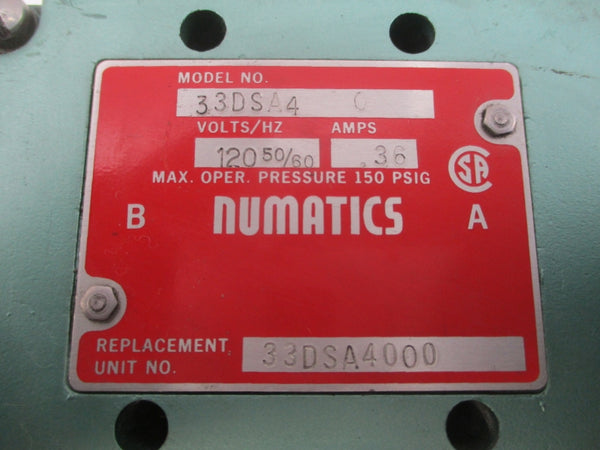 MODEL NO.
33DSA4 0
VOLTS/HZ AMPS
120 50/60 .36
MAX. OPER. PRESSURE 150 PSIG
CSA
B NUMATICS A
REPLACEMENT
UNIT NO. 33DSA4000